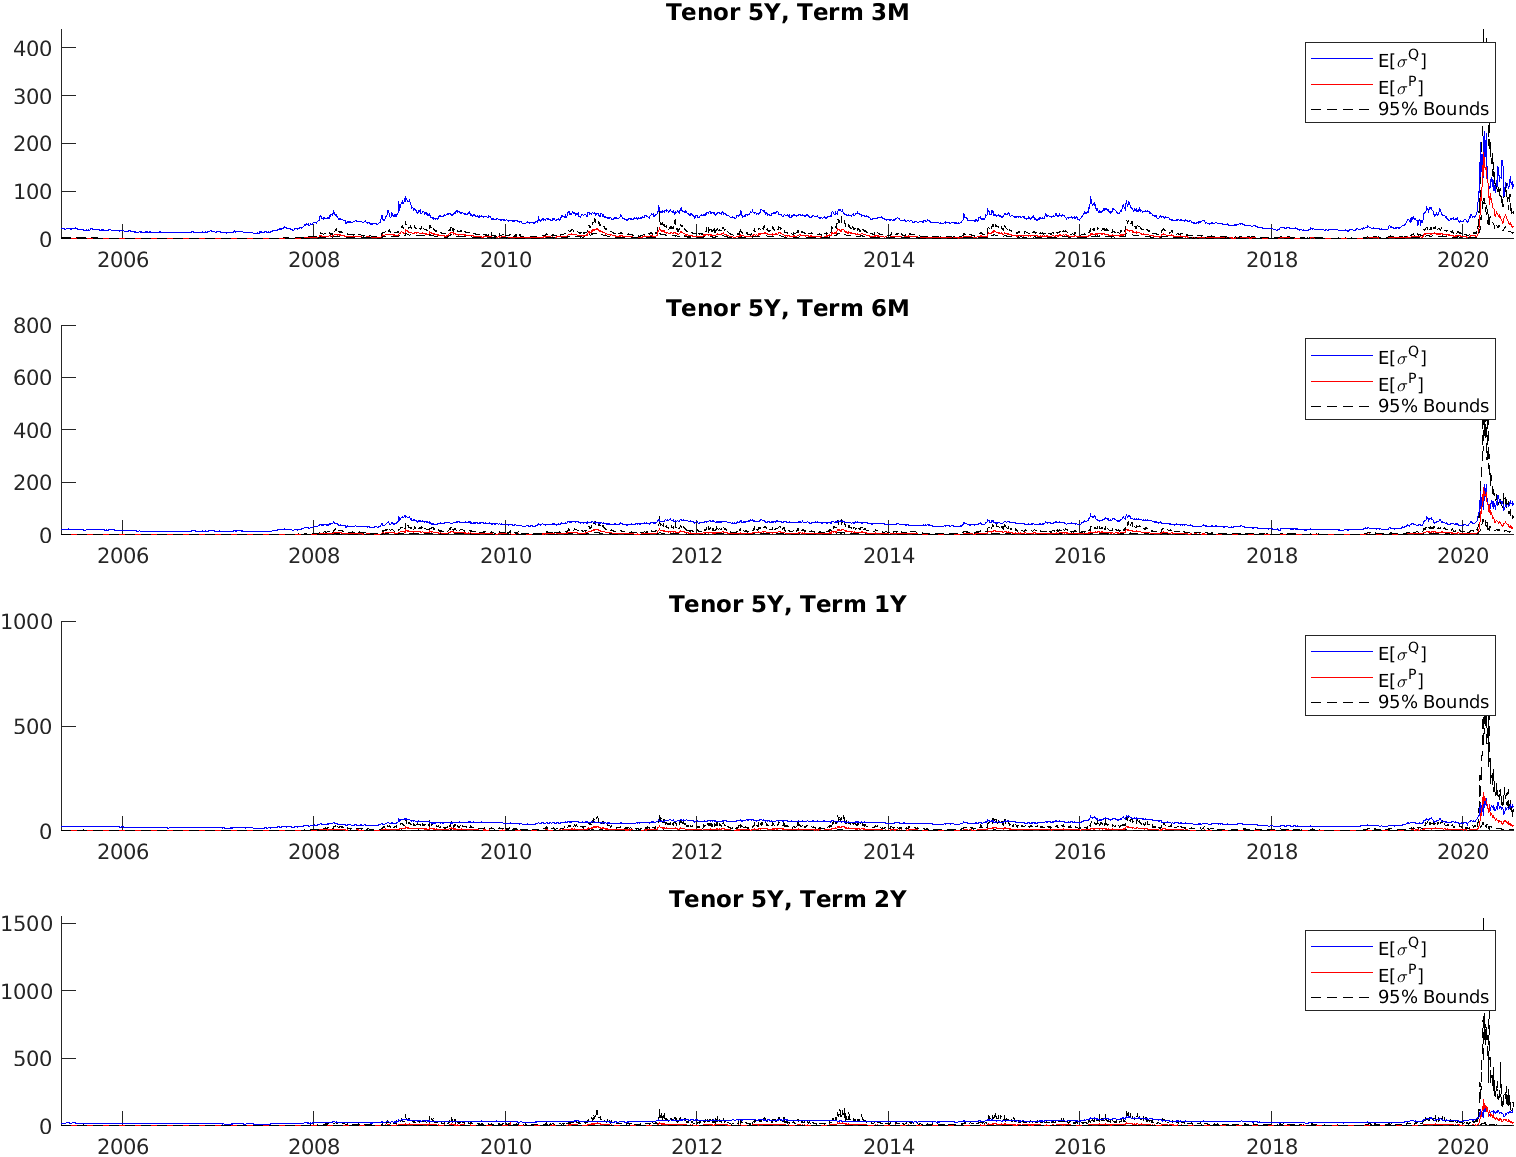 Tenor 5Y, Term 3M
400
300
200
100
0
E[σ^Q]
E[σ^P]
95% Bounds
2006 2008 2010 2012 2014 2016 2018 2020
Tenor 5Y, Term 6M
800
600
400
200
0
E[σ^Q]
E[σ^P]
95% Bounds
2006 2008 2010 2012 2014 2016 2018 2020
Tenor 5Y, Term 1Y
1000
500
0
E[σ^Q]
E[σ^P]
95% Bounds
2006 2008 2010 2012 2014 2016 2018 2020
Tenor 5Y, Term 2Y
1500
1000
500
0
E[σ^Q]
E[σ^P]
95% Bounds
2006 2008 2010 2012 2014 2016 2018 2020